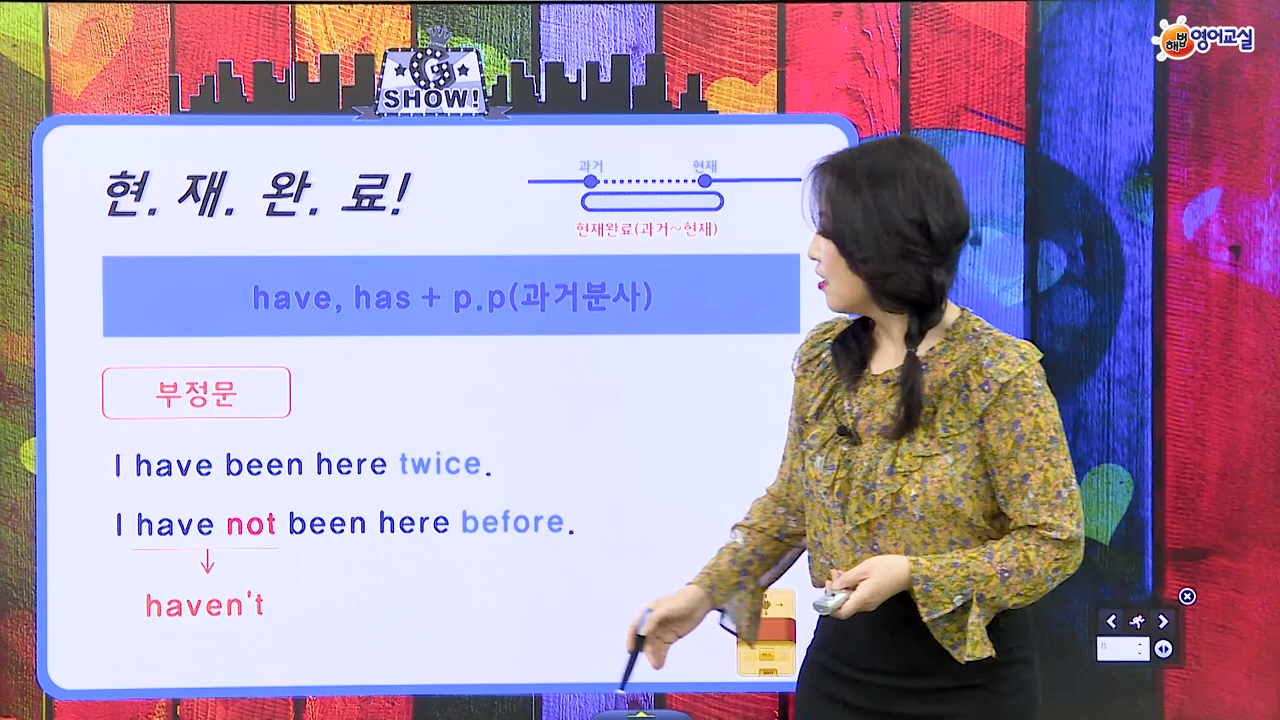 해법 영어교실
G
SHOW!
현. 재. 완. 료!
과거 현재
현재완료(과거~현재)
have, has + p.p(과거분사)
부정문
I have been here twice.
I have not been here before.
haven't
8